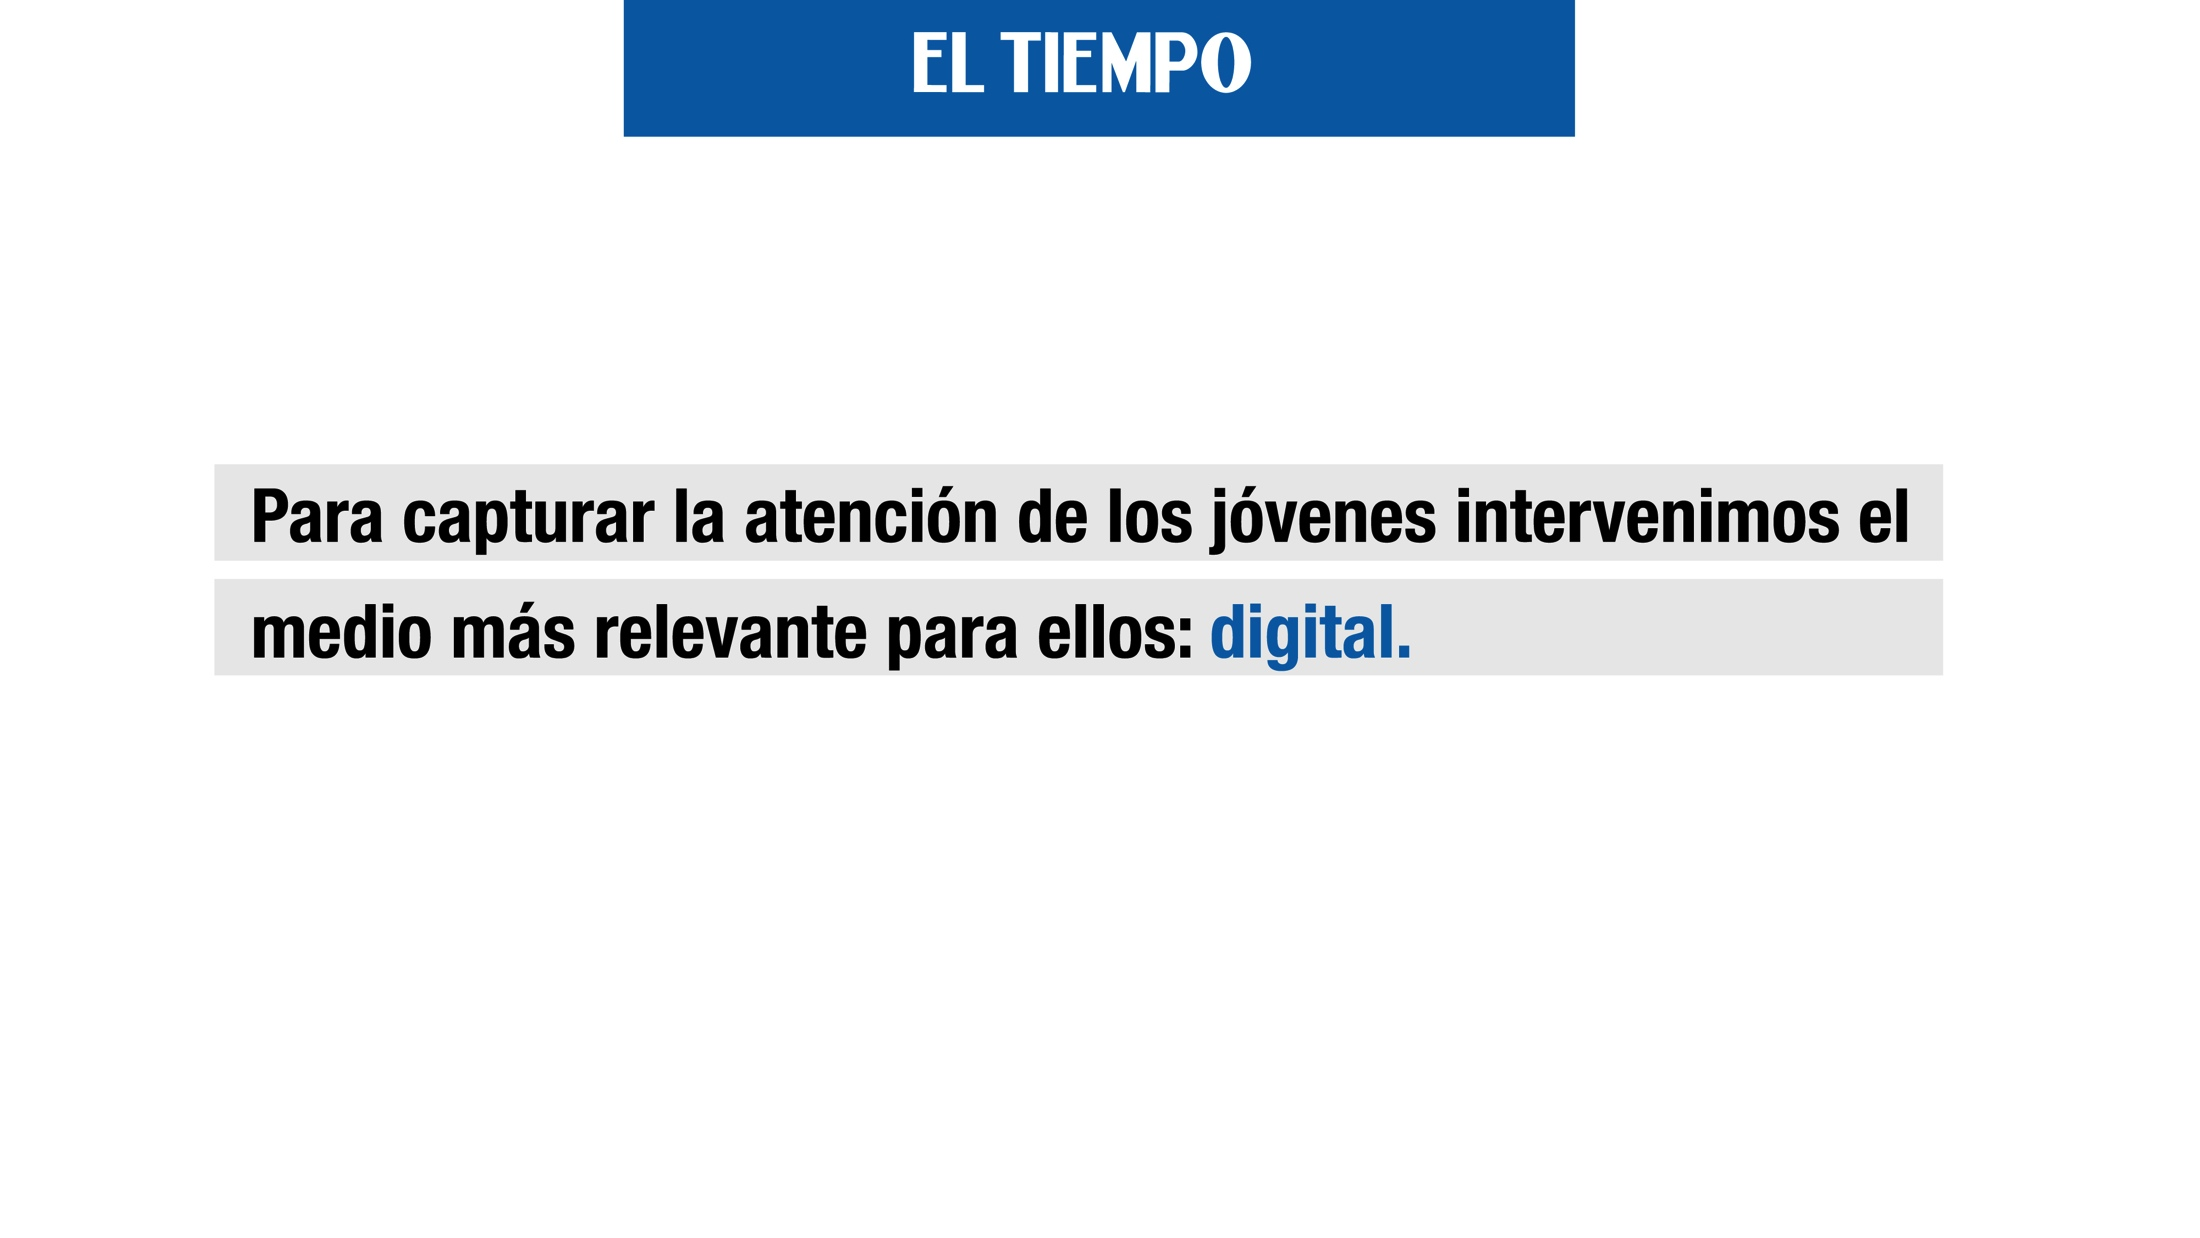 EL TIEMPO
Para capturar la atención de los jóvenes intervenimos el
medio más relevante para ellos: digital.